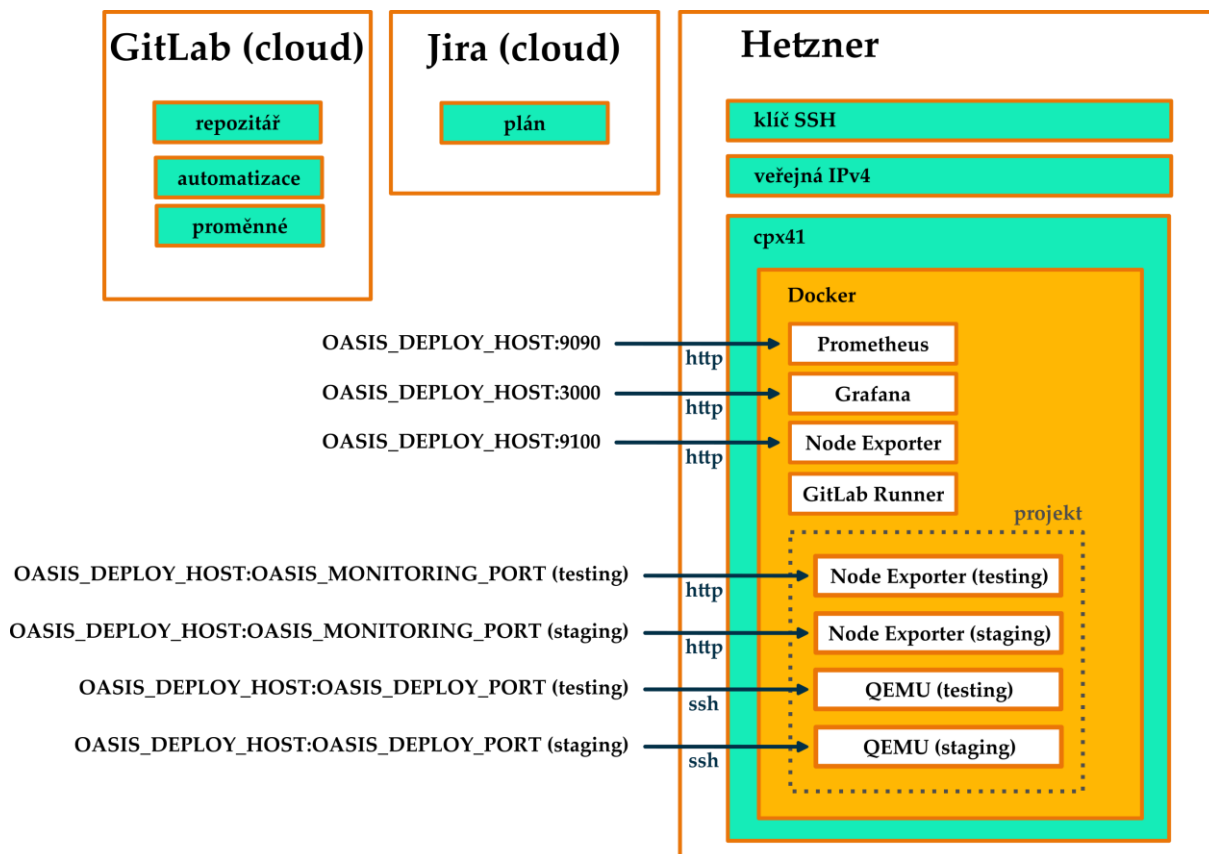 GitLab (cloud)
repozitář
automatizace
proměnné
Jira (cloud)
plán
Hetzner
klíč SSH
veřejná IPv4
cpx41
Docker
OASIS_DEPLOY_HOST:9090
http
Prometheus
OASIS_DEPLOY_HOST:3000
http
Grafana
OASIS_DEPLOY_HOST:9100
http
Node Exporter
GitLab Runner
projekt
OASIS_DEPLOY_HOST:OASIS_MONITORING_PORT (testing)
http
Node Exporter (testing)
OASIS_DEPLOY_HOST:OASIS_MONITORING_PORT (staging)
http
Node Exporter (staging)
OASIS_DEPLOY_HOST:OASIS_DEPLOY_PORT (testing)
ssh
QEMU (testing)
OASIS_DEPLOY_HOST:OASIS_DEPLOY_PORT (staging)
ssh
QEMU (staging)